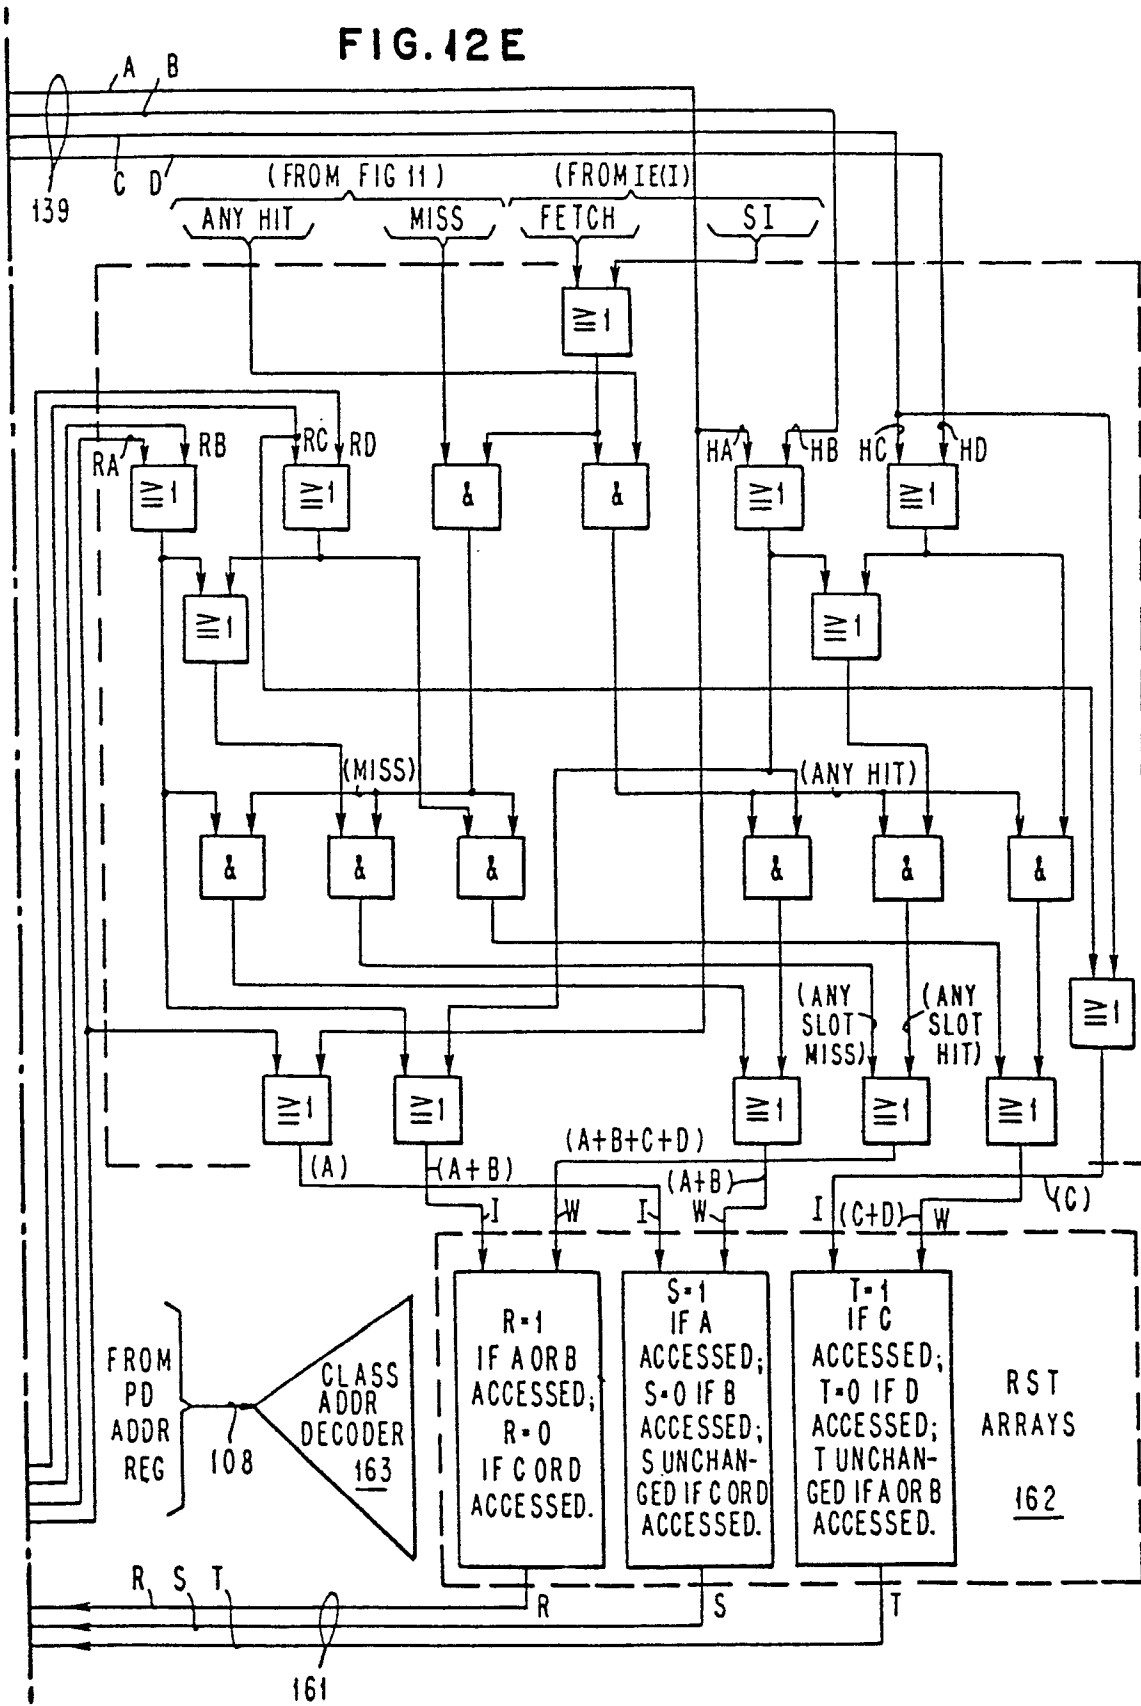 FIG. 12E
A B
C D
139
(FROM FIG 11) (FROM IE(I)
ANY HIT MISS FETCH SI
≧1
RA RB RC RD HA HB HC HD
≧1 ≧1 & & ≧1 ≧1
≧1 ≧1
(MISS) (ANY HIT)
& & & & & &
(ANY SLOT MISS) (ANY SLOT HIT)
≧1
≧1 ≧1 ≧1 ≧1 ≧1
(A) (A+B) (A+B+C+D) (A+B) (C)
I W I W I (C+D) W
FROM
PD
ADDR
REG
108
CLASS
ADDR
DECODER
163
R=1
IF A OR B
ACCESSED;
R=0
IF C OR D
ACCESSED.
S=1
IF A
ACCESSED;
S=0 IF B
ACCESSED;
S UNCHAN-
GED IF C OR D
ACCESSED.
T=1
IF C
ACCESSED;
T=0 IF D
ACCESSED;
T UNCHAN-
GED IF A OR B
ACCESSED.
RST
ARRAYS
162
R S T
R S T
161